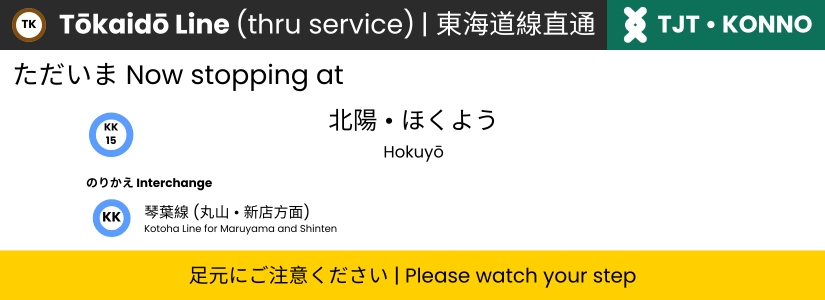 TK Tōkaidō Line (thru service) | 東海道線直通 TJT • KONNO
ただいま Now stopping at
KK
15
北陽 • ほくよう
Hokuyō
のりかえ Interchange
KK 琴葉線 (丸山 • 新店方面)
Kotoha Line for Maruyama and Shinten
足元にご注意ください | Please watch your step